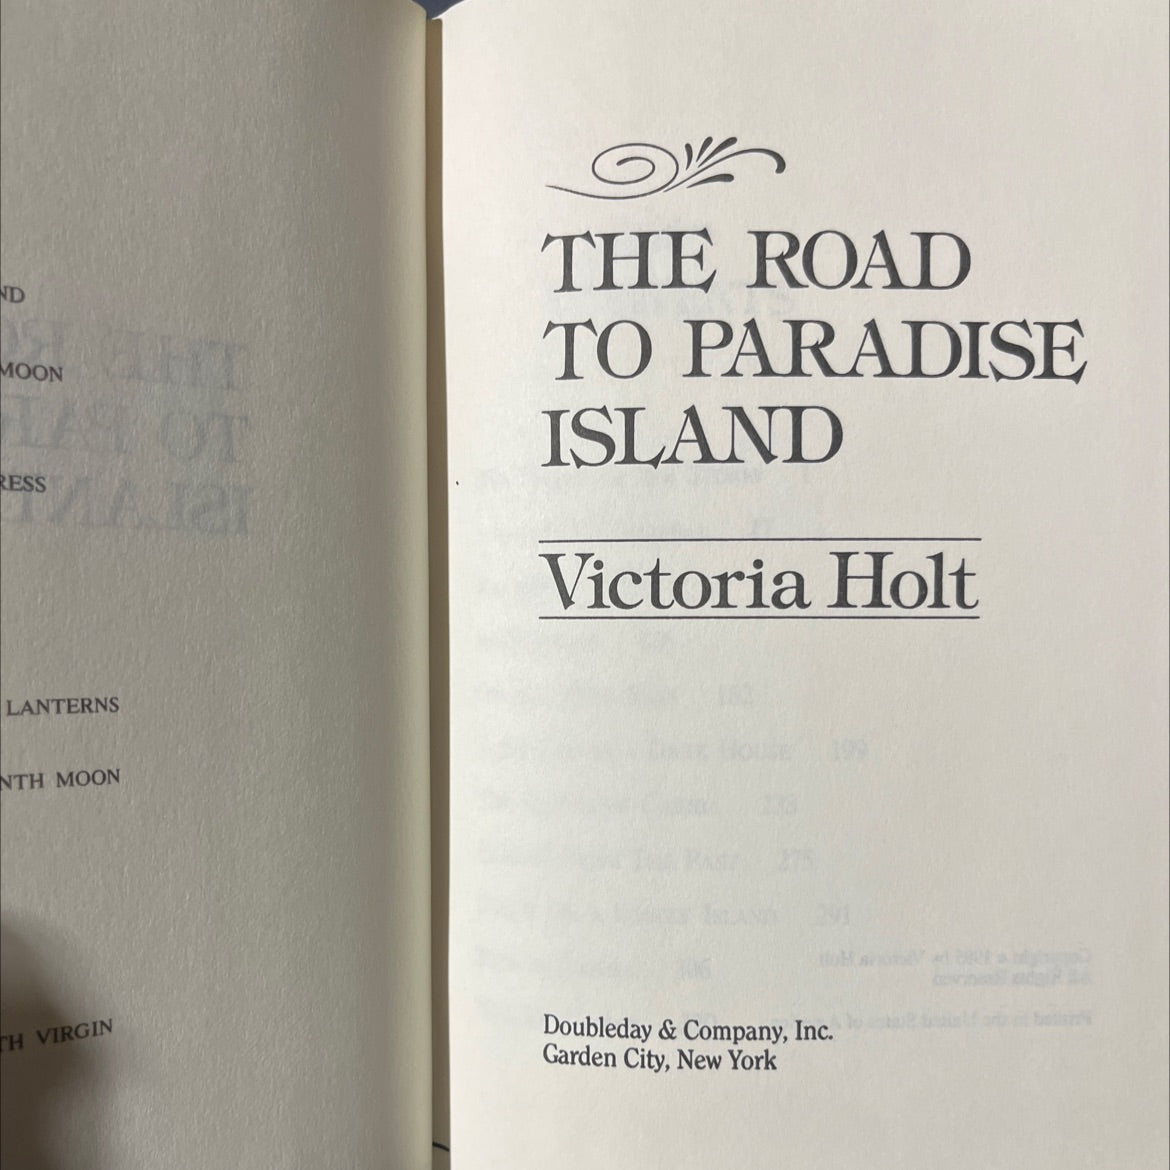 ND
MOON
RESS
LANTERNS
NTH MOON
TH VIRGIN
THE ROAD
TO PARADISE
ISLAND
Victoria Holt
Doubleday & Company, Inc.
Garden City, New York